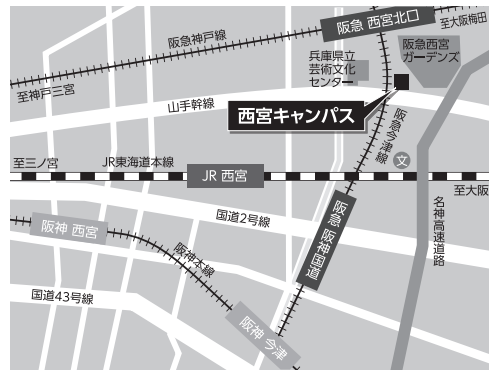 阪急 西宮北口
至大阪梅田
阪急神戸線
兵庫県立
芸術文化
センター
阪急西宮
ガーデンズ
至神戸三宮
山手幹線
西宮キャンパス
阪急今津線
至三ノ宮
JR東海道本線
JR 西宮
文
至大阪
国道2号線
阪急 阪神国道
名神高速道路
阪神 西宮
阪神本線
国道43号線
阪神 今津